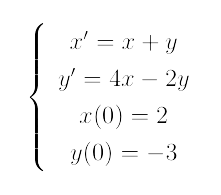 x′ = x + y
y′ = 4x − 2y
x(0) = 2
y(0) = −3